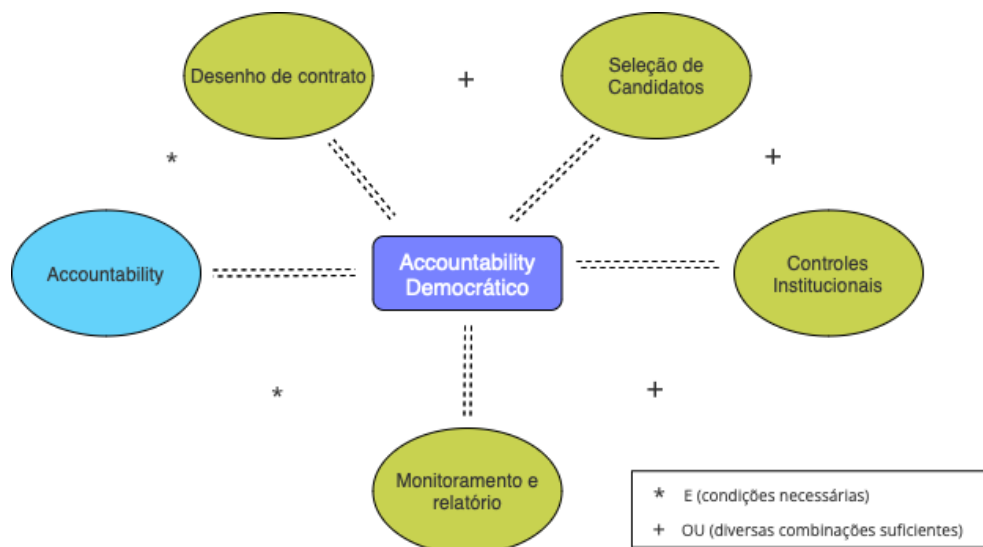 Desenho de contrato
+
Seleção de
Candidatos
*
+
Accountability
Accountability
Democrático
Controles
Institucionais
*
+
Monitoramento e
relatório
* E (condições necessárias)
+ OU (diversas combinações suficientes)